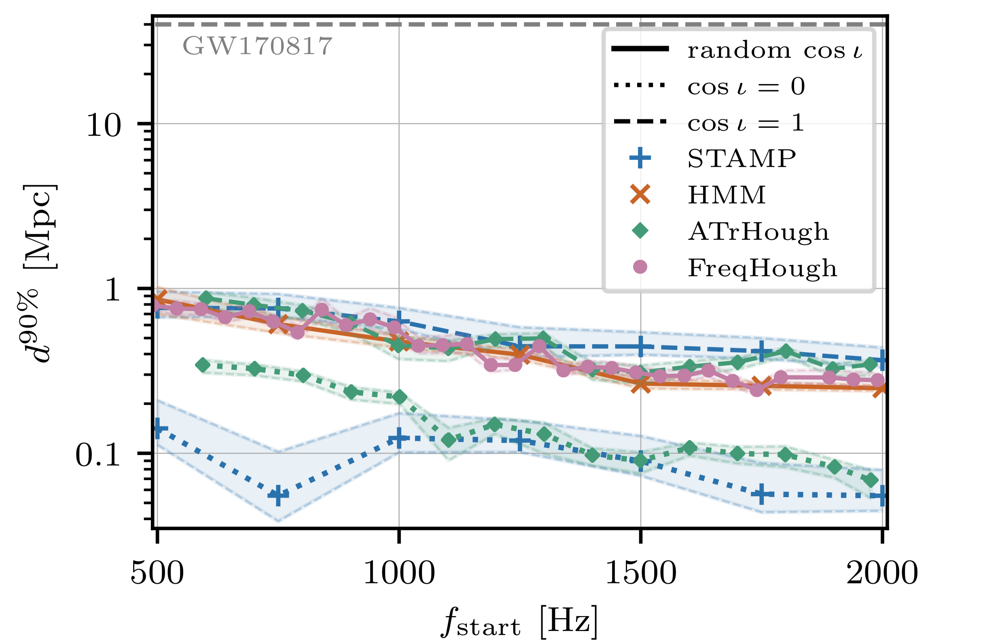 GW170817
random cos ι
cos ι = 0
cos ι = 1
STAMP
HMM
ATrHough
FreqHough
10
1
0.1
d^90% [Mpc]
500 1000 1500 2000
f_start [Hz]